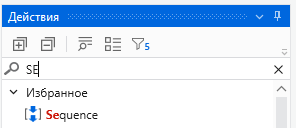 Действия
5
SE
Избранное
Sequence